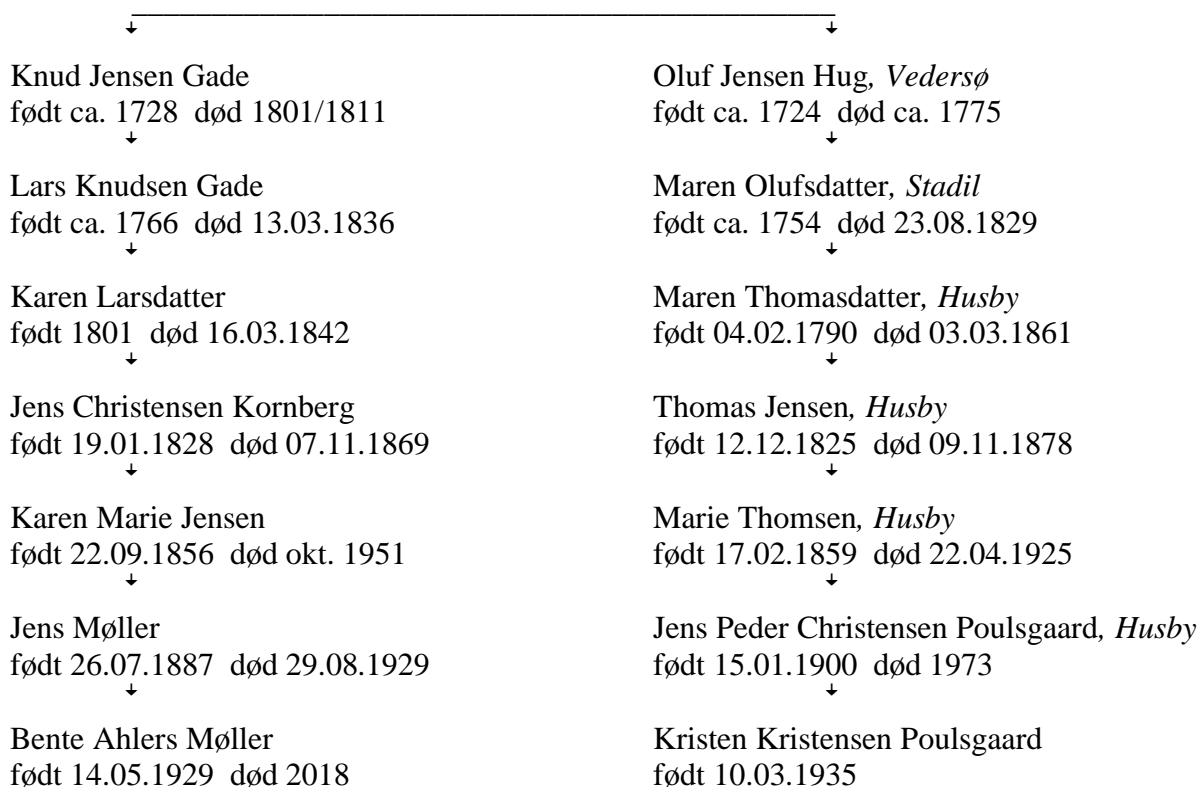 Knud Jensen Gade
født ca. 1728  død 1801/1811
Lars Knudsen Gade
født ca. 1766  død 13.03.1836
Karen Larsdatter
født 1801  død 16.03.1842
Jens Christensen Kornberg
født 19.01.1828  død 07.11.1869
Karen Marie Jensen
født 22.09.1856  død okt. 1951
Jens Møller
født 26.07.1887  død 29.08.1929
Bente Ahlers Møller
født 14.05.1929  død 2018
Oluf Jensen Hug, Vedersø
født ca. 1724  død ca. 1775
Maren Olufsdatter, Stadil
født ca. 1754  død 23.08.1829
Maren Thomasdatter, Husby
født 04.02.1790  død 03.03.1861
Thomas Jensen, Husby
født 12.12.1825  død 09.11.1878
Marie Thomsen, Husby
født 17.02.1859  død 22.04.1925
Jens Peder Christensen Poulsgaard, Husby
født 15.01.1900  død 1973
Kristen Kristensen Poulsgaard
født 10.03.1935